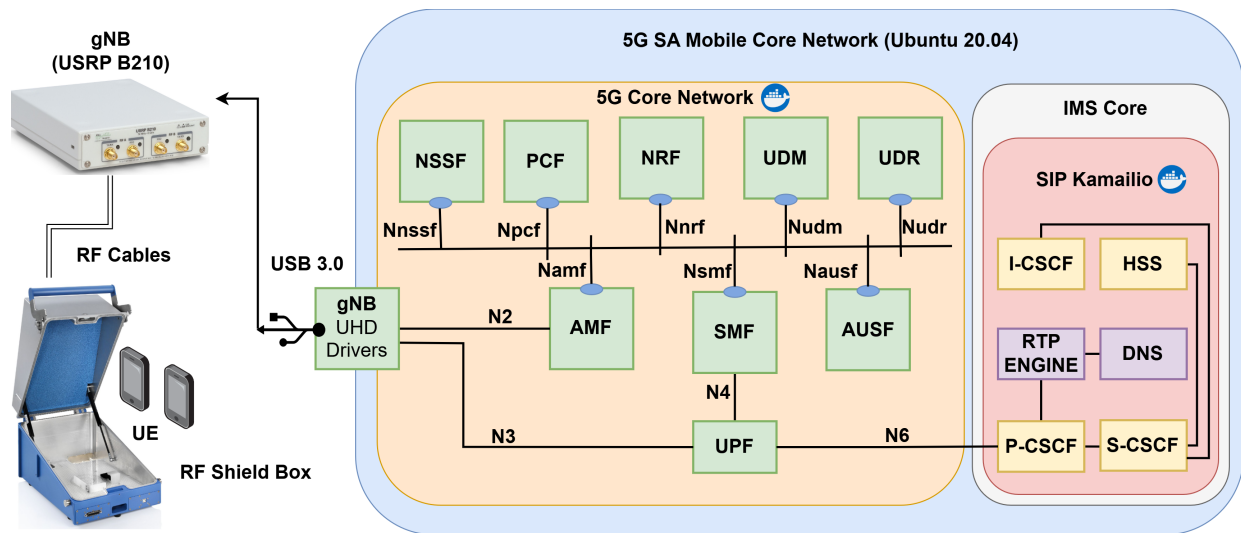 gNB
(USRP B210)
5G SA Mobile Core Network (Ubuntu 20.04)
5G Core Network
IMS Core
SIP Kamailio
NSSF
PCF
NRF
UDM
UDR
Nnssf
Npcf
Nnrf
Nudm
Nudr
Namf
Nsmf
Nausf
RF Cables
USB 3.0
gNB
UHD
Drivers
N2
AMF
SMF
AUSF
I-CSCF
HSS
RTP
ENGINE
DNS
N4
UE
N3
UPF
N6
P-CSCF
S-CSCF
RF Shield Box